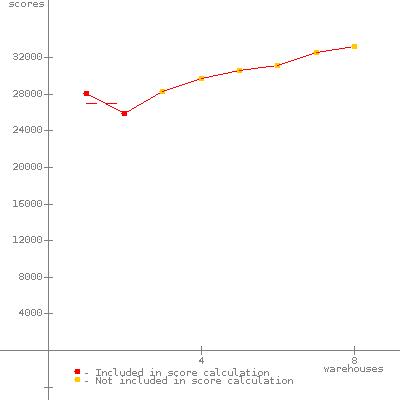 scores
32000
28000
24000
20000
16000
12000
8000
4000
4
8
warehouses
- Included in score calculation
- Not included in score calculation